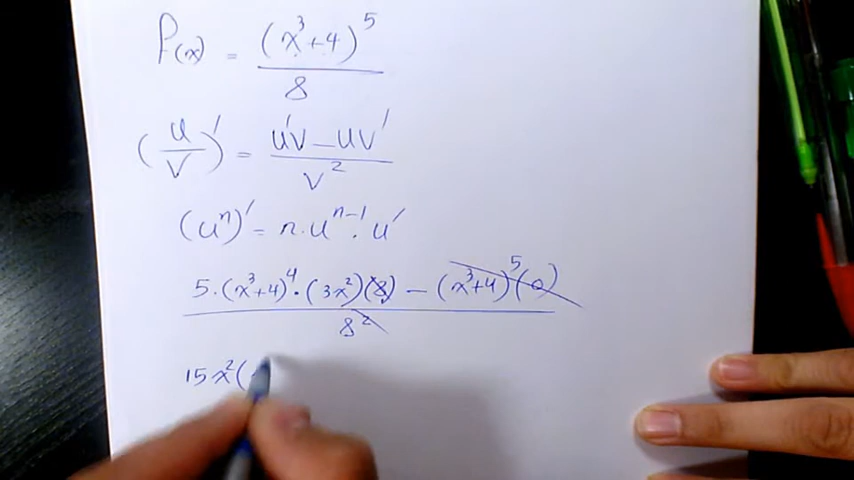 f(x) = (x³+4)⁵ / 8
(u/v)' = (u'v - uv') / v²
(uⁿ)' = n.uⁿ⁻¹.u'
(5.(x³+4)⁴.(3x²)(8) - (x³+4)⁵(0)) / 8²
15x²(